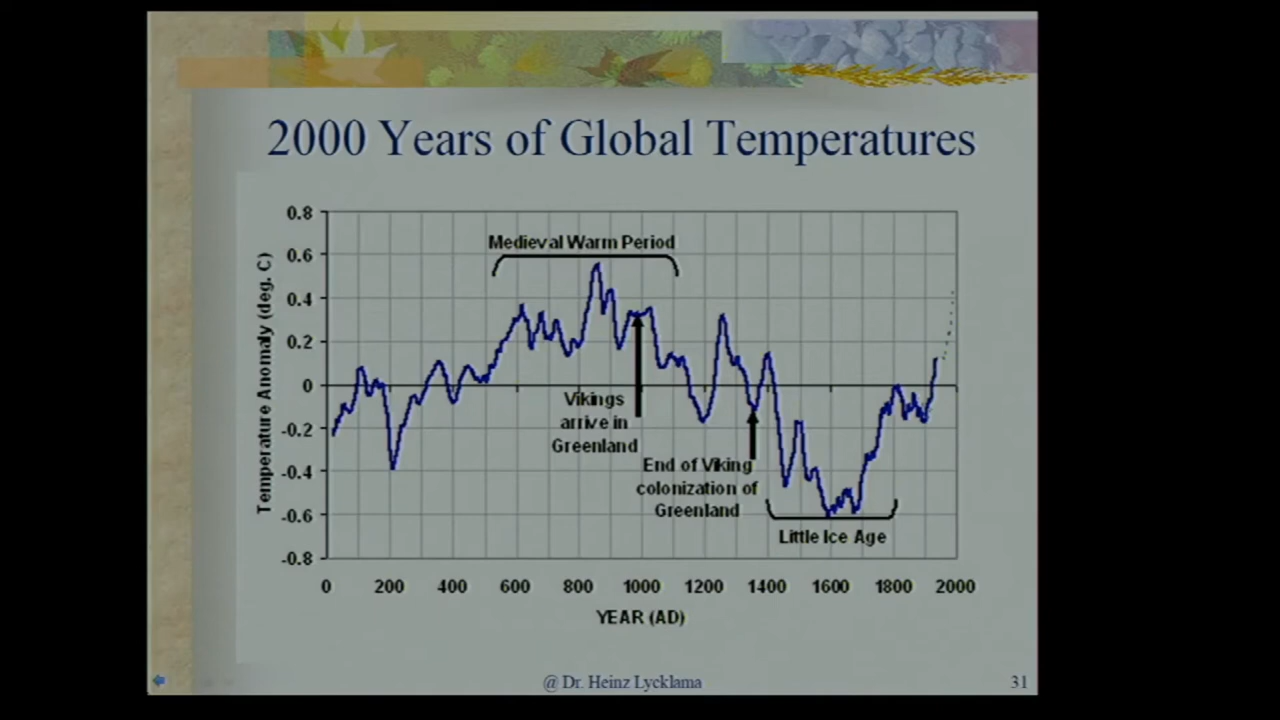 2000 Years of Global Temperatures
0.8
0.6
0.4
0.2
0
-0.2
-0.4
-0.6
-0.8
Temperature Anomaly (deg. C)
Medieval Warm Period
Vikings
arrive in
Greenland
End of Viking
colonization of
Greenland
Little Ice Age
0 200 400 600 800 1000 1200 1400 1600 1800 2000
YEAR (AD)
@ Dr. Heinz Lycklama
31